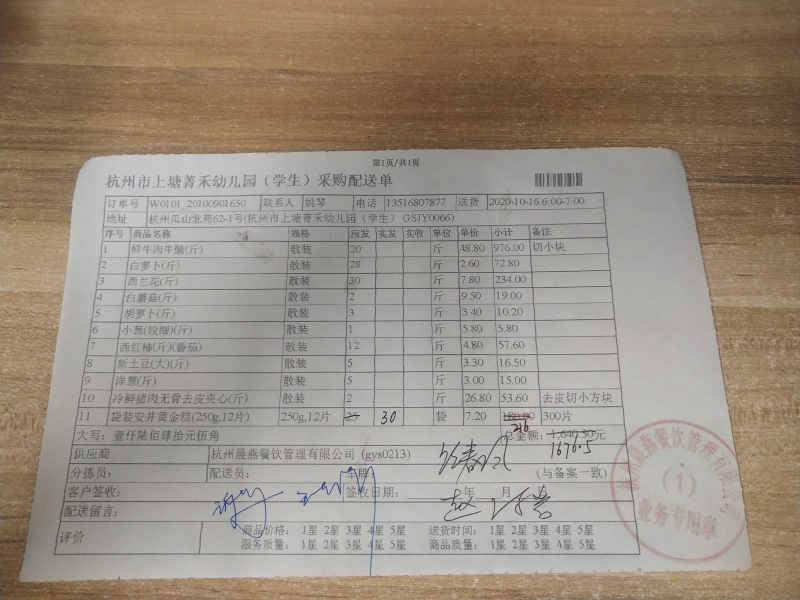 第1页/共1页
杭州市上塘菁禾幼儿园（学生）采购配送单
订单号 W0101_20100901650 联系人 姚琴 电话 13516807877 送货 2020-10-16 6:00-7:00
地址 杭州瓜山北苑62-1号(杭州市上塘菁禾幼儿园（学生）GSJY0066)
序号 商品名称 规格 应发 实发 实收 单位 单价 小计 备注
1 鲜牛肉牛腩(斤) 散装 20 斤 48.80 976.00 切小块
2 白萝卜(斤) 散装 28 斤 2.60 72.80
3 西兰花(斤) 散装 30 斤 7.80 234.00
4 白蘑菇(斤) 散装 2 斤 9.50 19.00
5 胡萝卜(斤) 散装 3 斤 3.40 10.20
6 小葱(较细)(斤) 散装 1 斤 5.80 5.80
7 西红柿(斤)(番茄) 散装 12 斤 4.80 57.60
8 新土豆(大)(斤) 散装 5 斤 3.30 16.50
9 洋葱(斤) 散装 5 斤 3.00 15.00
10 冷鲜猪肉无骨去皮夹心(斤) 散装 2 斤 26.80 53.60 去皮切小方块
11 袋装安井黄金糕(250g,12片) 250g,12片 25 30 袋 7.20 180.00 300片
216
大写：壹仟陆佰肆拾元伍角 总金额：1,640.50元
1676.5
供应商 杭州晨燕餐饮管理有限公司 (gys0213)
分拣员： 配送员： 车牌： (与备案一致)
客户签收： 签收日期： 年 月
配送留言：
评价 商品价格： 1星 2星 3星 4星 5星 送货时间： 1星 2星 3星 4星 5星
服务质量： 1星 2星 3星 4星 5星 商品质量： 1星 2星 3星 4星 5星
杭州晨燕餐饮管理有限公司
(1)
业务专用章